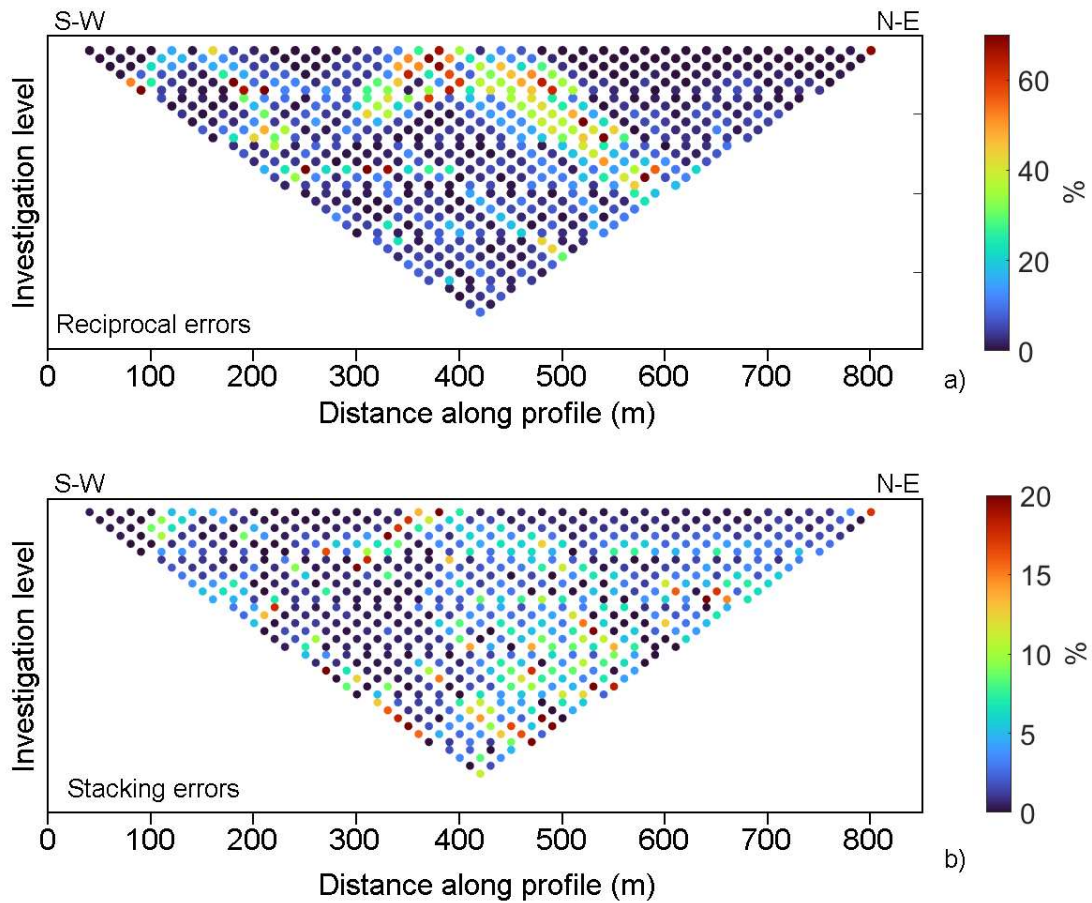 S-W N-E
Investigation level
Reciprocal errors
0 100 200 300 400 500 600 700 800
Distance along profile (m)
60
40
20
0
%
a)
S-W N-E
Investigation level
Stacking errors
0 100 200 300 400 500 600 700 800
Distance along profile (m)
20
15
10
5
0
%
b)